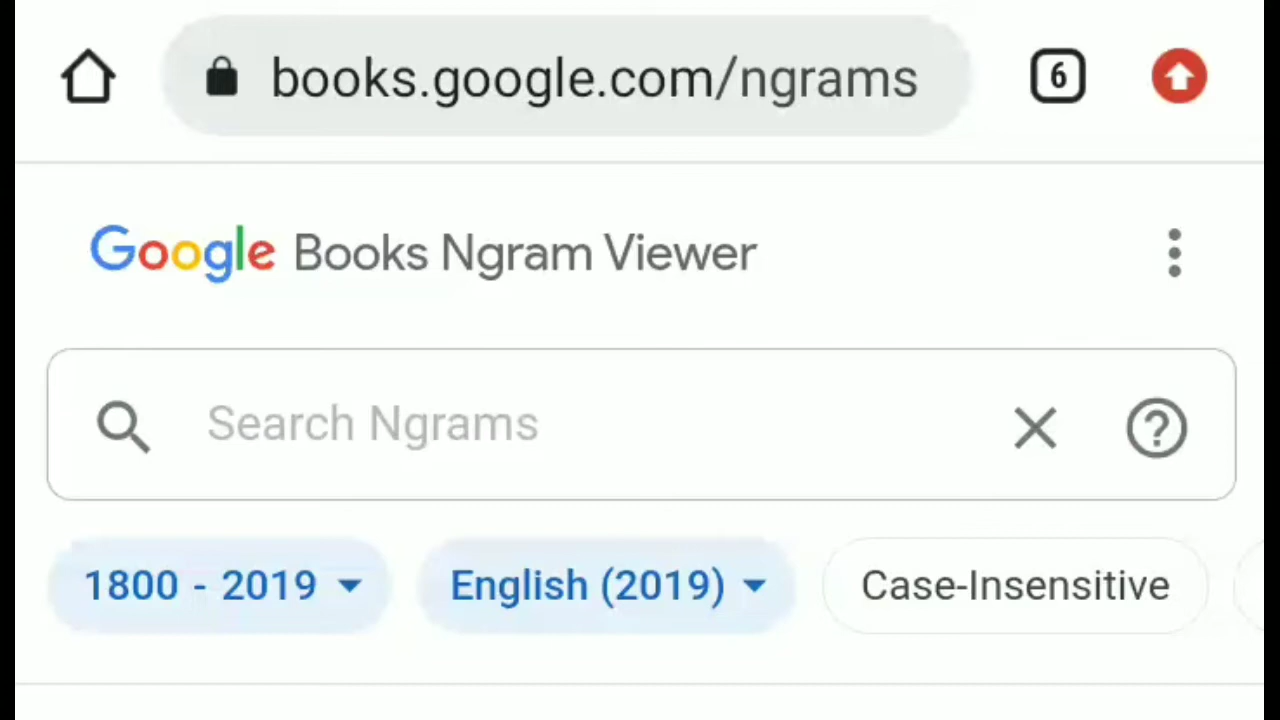 books.google.com/ngrams 6
Google Books Ngram Viewer
Search Ngrams
1800 - 2019 English (2019) Case-Insensitive